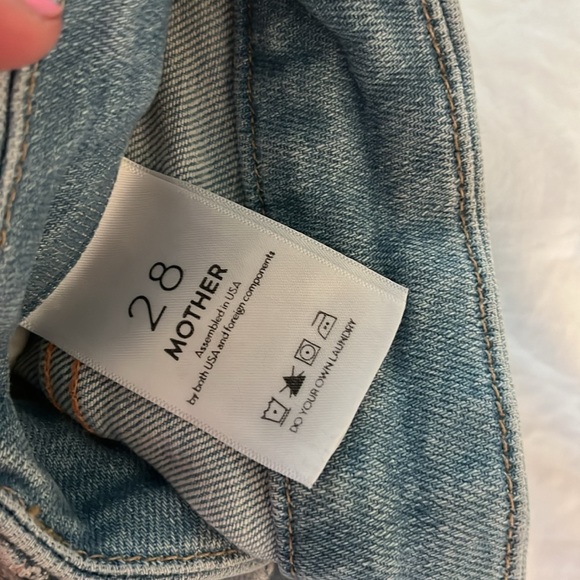 28
MOTHER
Assembled in USA
by both USA and foreign components
DO YOUR OWN LAUNDRY